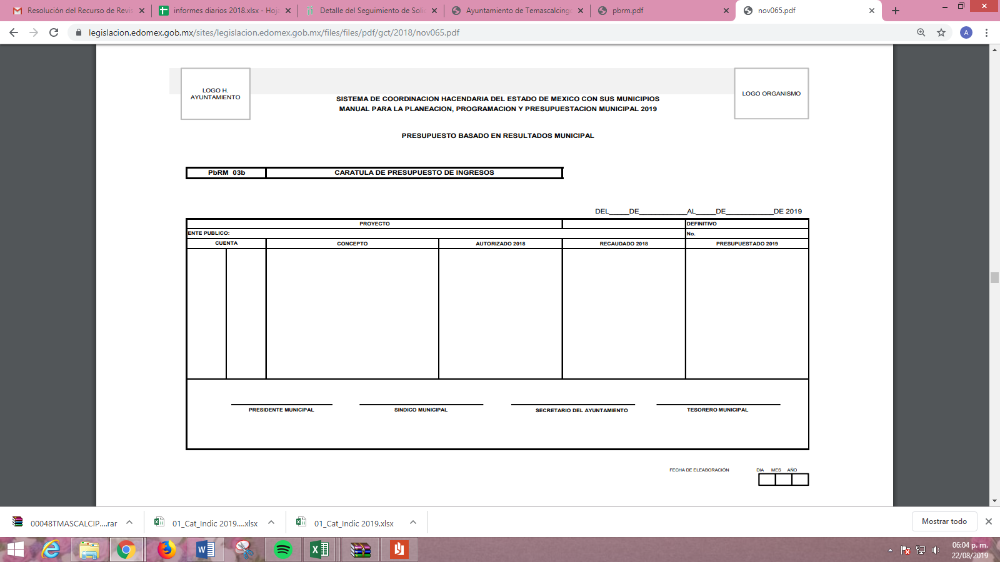 Resolución del Recurso de Revis
informes diarios 2018.xlsx - Hoja
Detalle del Seguimiento de Solic
Ayuntamiento de Temascalcingo
pbrm.pdf
nov065.pdf
legislacion.edomex.gob.mx/sites/legislacion.edomex.gob.mx/files/files/pdf/gct/2018/nov065.pdf
A
LOGO H.
AYUNTAMIENTO
LOGO ORGANISMO
SISTEMA DE COORDINACION HACENDARIA DEL ESTADO DE MEXICO CON SUS MUNICIPIOS
MANUAL PARA LA PLANEACION, PROGRAMACION Y PRESUPUESTACION MUNICIPAL 2019
PRESUPUESTO BASADO EN RESULTADOS MUNICIPAL
PbRM 03b CARATULA DE PRESUPUESTO DE INGRESOS
DEL_____DE____________AL_____DE____________DE 2019
PROYECTO DEFINITIVO
ENTE PUBLICO: No.
CUENTA CONCEPTO AUTORIZADO 2018 RECAUDADO 2018 PRESUPUESTADO 2019
PRESIDENTE MUNICIPAL SINDICO MUNICIPAL SECRETARIO DEL AYUNTAMIENTO TESORERO MUNICIPAL
FECHA DE ELEABORACIÓN DIA MES AÑO
00048TMASCALCIP....rar
01_Cat_Indic 2019....xlsx
01_Cat_Indic 2019.xlsx
Mostrar todo
06:04 p. m.
22/08/2019